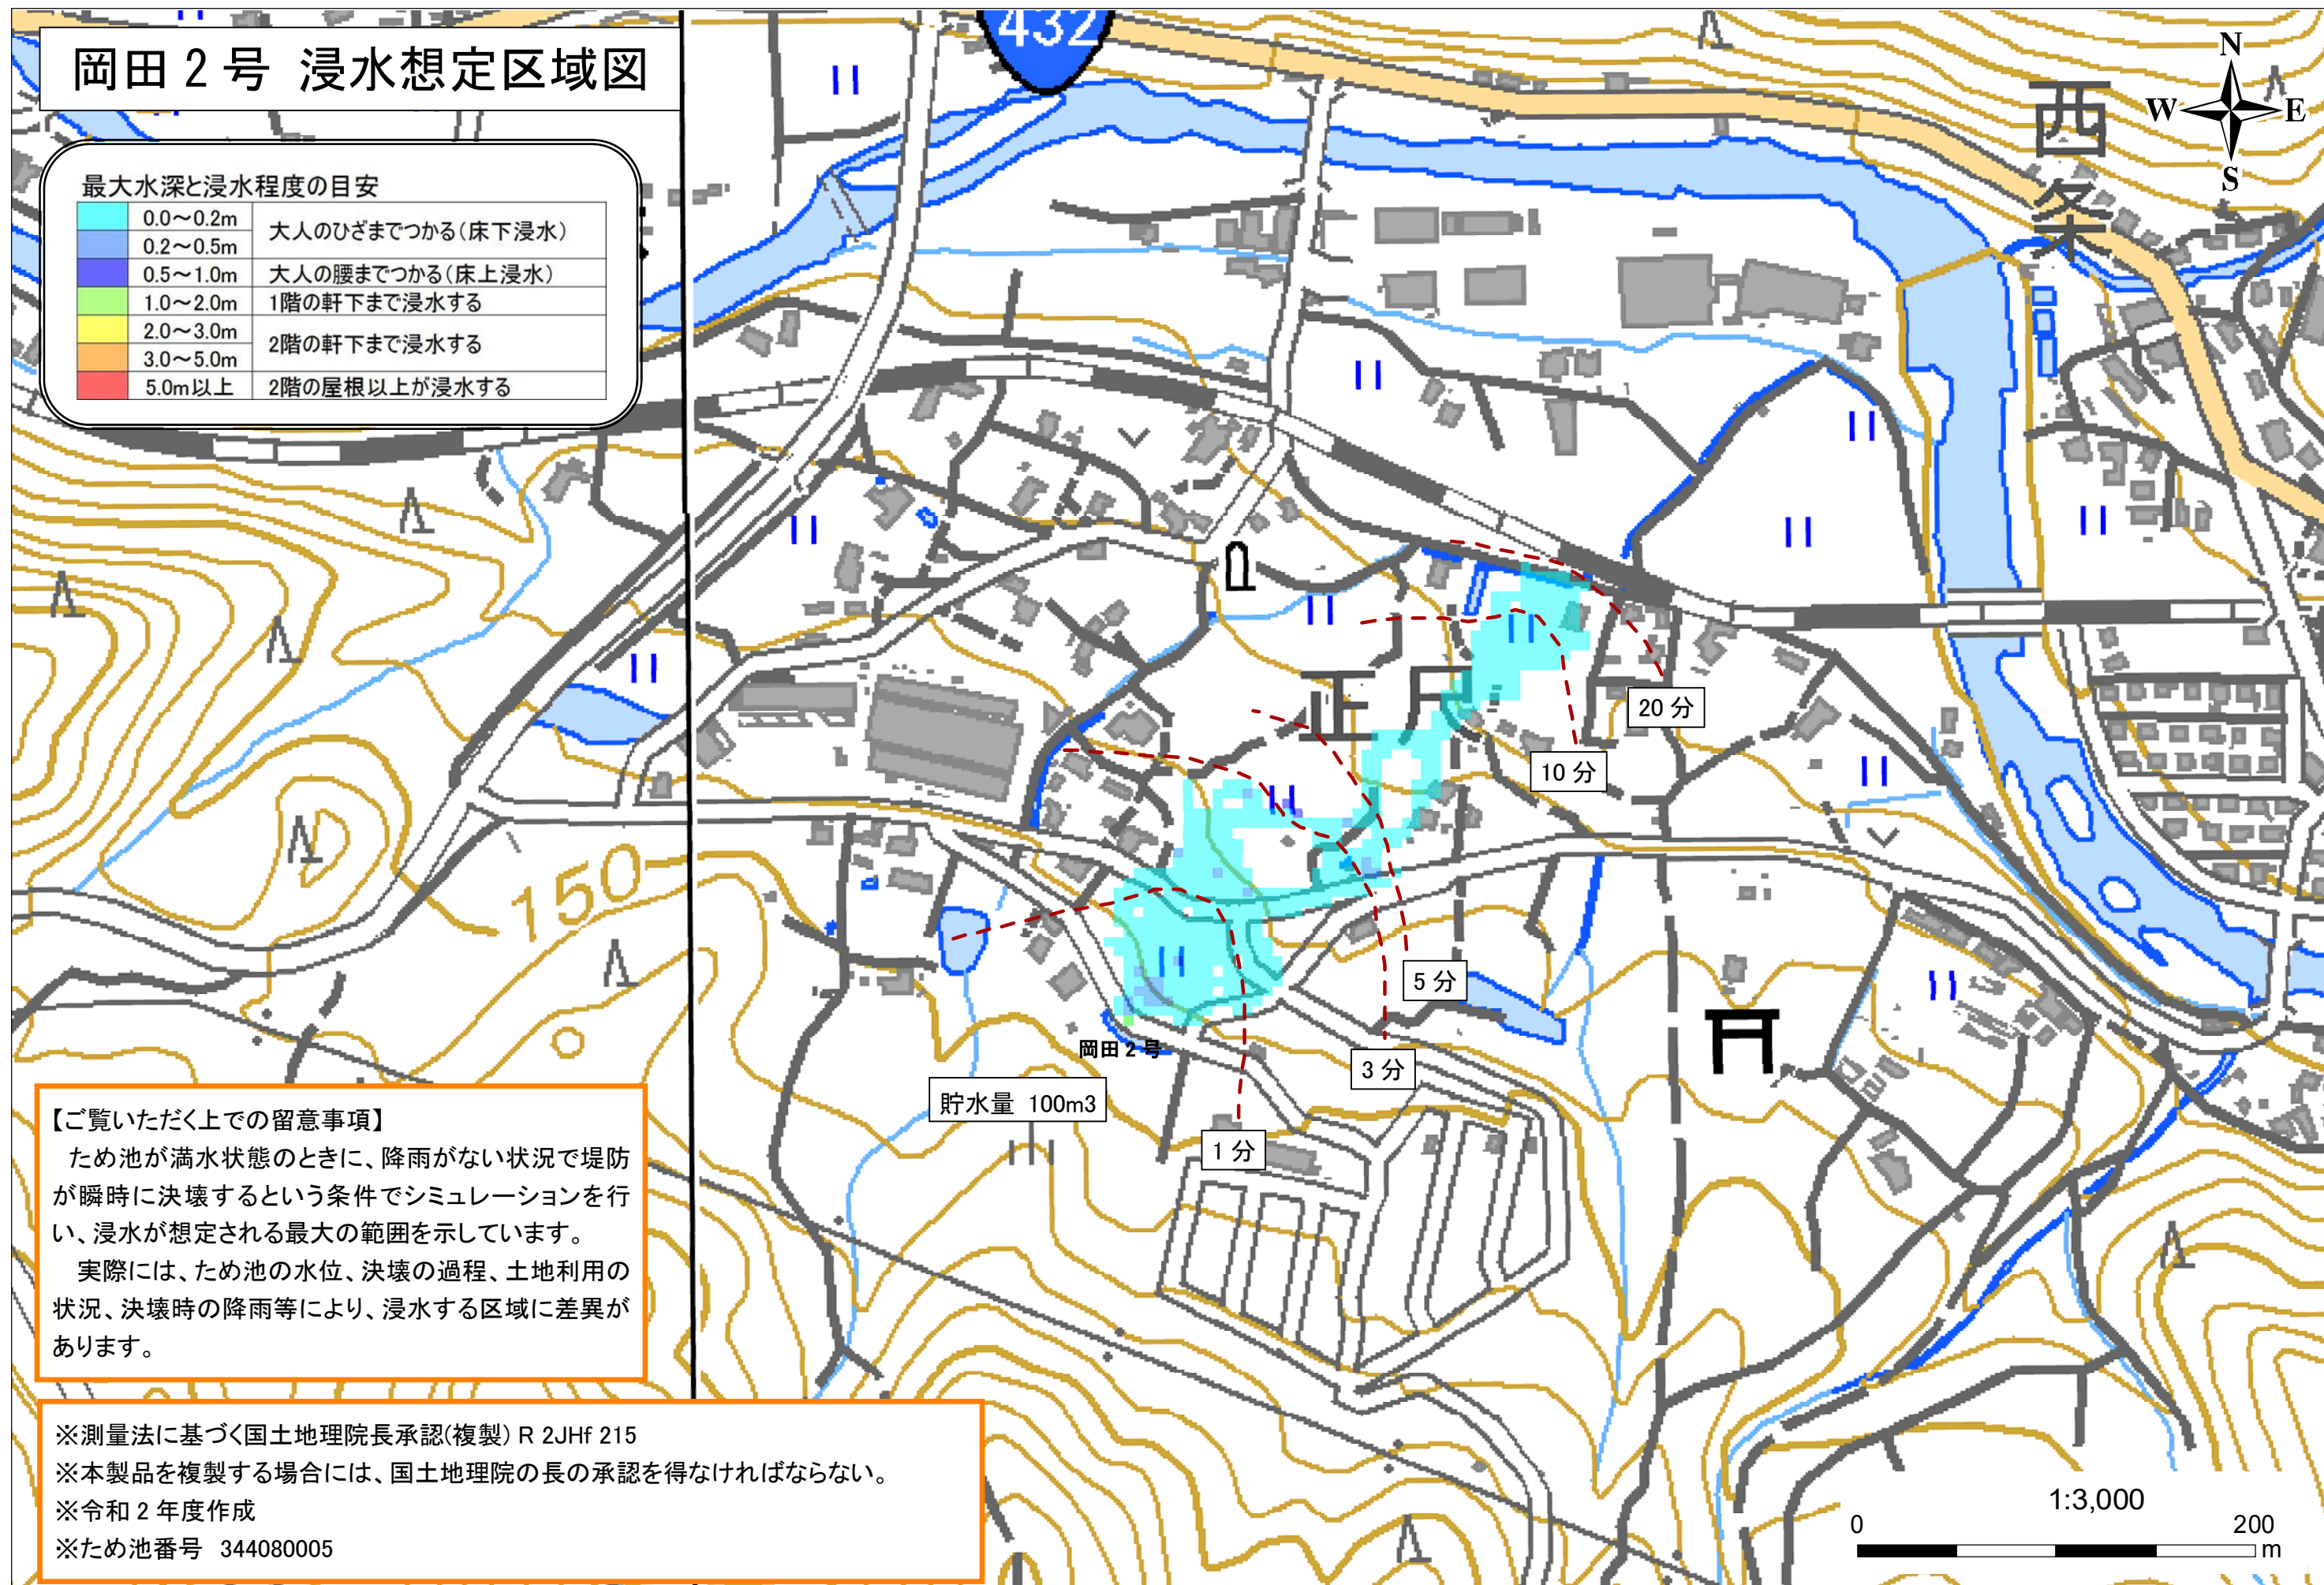 岡田2号 浸水想定区域図
432
N
W
E
S
西条
最大水深と浸水程度の目安
0.0～0.2m
大人のひざまでつかる(床下浸水)
0.2～0.5m
0.5～1.0m 大人の腰までつかる(床上浸水)
1.0～2.0m 1階の軒下まで浸水する
2.0～3.0m
2階の軒下まで浸水する
3.0～5.0m
5.0m以上 2階の屋根以上が浸水する
正月
20 分
10 分
150
5 分
岡田2号
3 分
貯水量 100m3
1 分
【ご覧いただく上での留意事項】
ため池が満水状態のときに、降雨がない状況で堤防
が瞬時に決壊するという条件でシミュレーションを行
い、浸水が想定される最大の範囲を示しています。
実際には、ため池の水位、決壊の過程、土地利用の
状況、決壊時の降雨等により、浸水する区域に差異が
あります。
※測量法に基づく国土地理院長承認(複製) R 2JHf 215
※本製品を複製する場合には、国土地理院の長の承認を得なければならない。
※令和 2 年度作成
※ため池番号 344080005
1:3,000
0
200
m